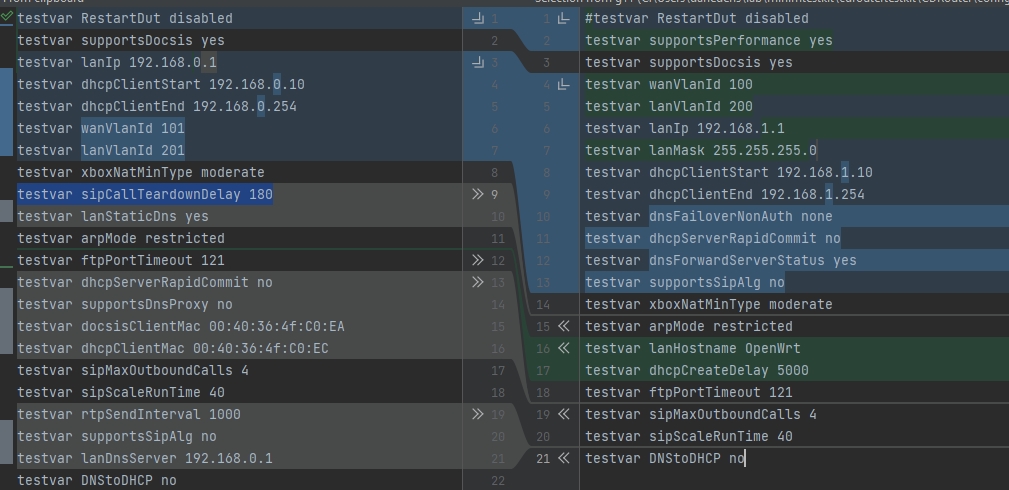 testvar RestartDut disabled
testvar supportsDocsis yes
testvar lanIp 192.168.0.1
testvar dhcpClientStart 192.168.0.10
testvar dhcpClientEnd 192.168.0.254
testvar wanVlanId 101
testvar lanVlanId 201
testvar xboxNatMinType moderate
testvar sipCallTeardownDelay 180
testvar lanStaticDns yes
testvar arpMode restricted
testvar ftpPortTimeout 121
testvar dhcpServerRapidCommit no
testvar supportsDnsProxy no
testvar docsisClientMac 00:40:36:4f:C0:EA
testvar dhcpClientMac 00:40:36:4f:C0:EC
testvar sipMaxOutboundCalls 4
testvar sipScaleRunTime 40
testvar rtpSendInterval 1000
testvar supportsSipAlg no
testvar lanDnsServer 192.168.0.1
testvar DNStoDHCP no
1
2
3
4
5
6
7
8
9
10
11
12
13
14
15
16
17
18
19
20
21
22
1
2
3
4
5
6
7
8
9
10
11
12
13
14
15
16
17
18
19
20
21
#testvar RestartDut disabled
testvar supportsPerformance yes
testvar supportsDocsis yes
testvar wanVlanId 100
testvar lanVlanId 200
testvar lanIp 192.168.1.1
testvar lanMask 255.255.255.0
testvar dhcpClientStart 192.168.1.10
testvar dhcpClientEnd 192.168.1.254
testvar dnsFailoverNonAuth none
testvar dhcpServerRapidCommit no
testvar dnsForwardServerStatus yes
testvar supportsSipAlg no
testvar xboxNatMinType moderate
testvar arpMode restricted
testvar lanHostname OpenWrt
testvar dhcpCreateDelay 5000
testvar ftpPortTimeout 121
testvar sipMaxOutboundCalls 4
testvar sipScaleRunTime 40
testvar DNStoDHCP no